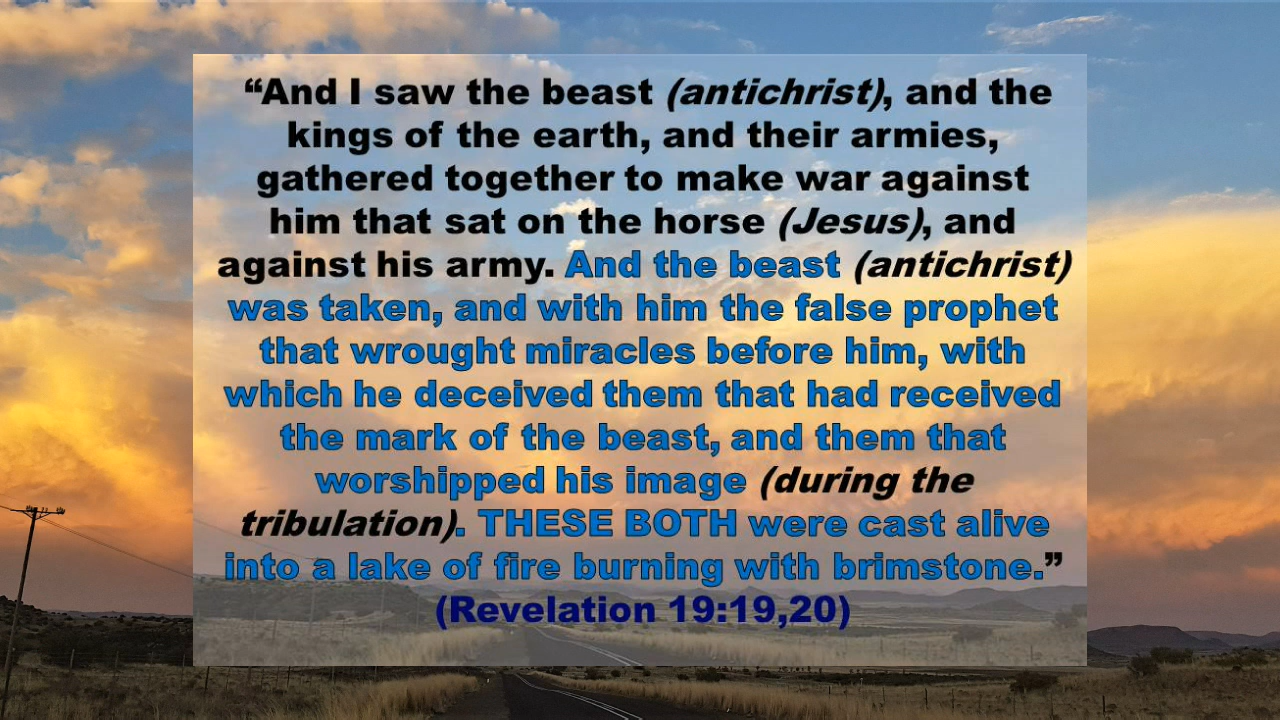 “And I saw the beast (antichrist), and the
kings of the earth, and their armies,
gathered together to make war against
him that sat on the horse (Jesus), and
against his army. And the beast (antichrist)
was taken, and with him the false prophet
that wrought miracles before him, with
which he deceived them that had received
the mark of the beast, and them that
worshipped his image (during the
tribulation). THESE BOTH were cast alive
into a lake of fire burning with brimstone.”
(Revelation 19:19,20)